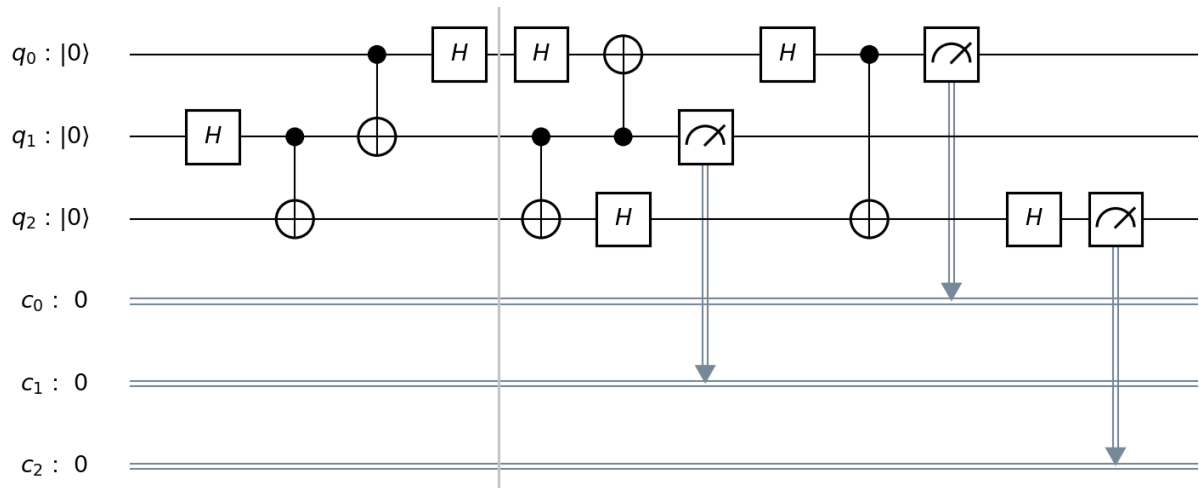 q₀ : |0⟩ H H H
q₁ : |0⟩ H
q₂ : |0⟩ H H
c₀ : 0
c₁ : 0
c₂ : 0